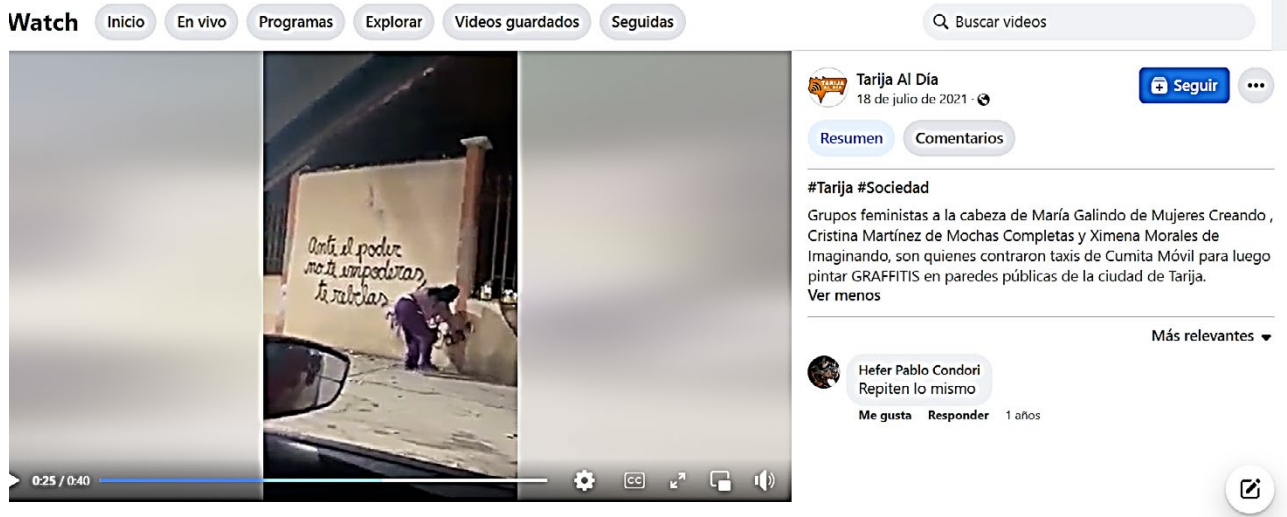 Watch Inicio En vivo Programas Explorar Videos guardados Seguidas Buscar videos
Ante el poder
no te empoderas,
te rebelas
0:25 / 0:40
CC
Tarija Al Día
18 de julio de 2021 ·
Seguir
Resumen Comentarios
#Tarija #Sociedad
Grupos feministas a la cabeza de María Galindo de Mujeres Creando ,
Cristina Martínez de Mochas Completas y Ximena Morales de
Imaginando, son quienes contraron taxis de Cumita Móvil para luego
pintar GRAFFITIS en paredes públicas de la ciudad de Tarija.
Ver menos
Más relevantes
Hefer Pablo Condori
Repiten lo mismo
Me gusta Responder 1 años